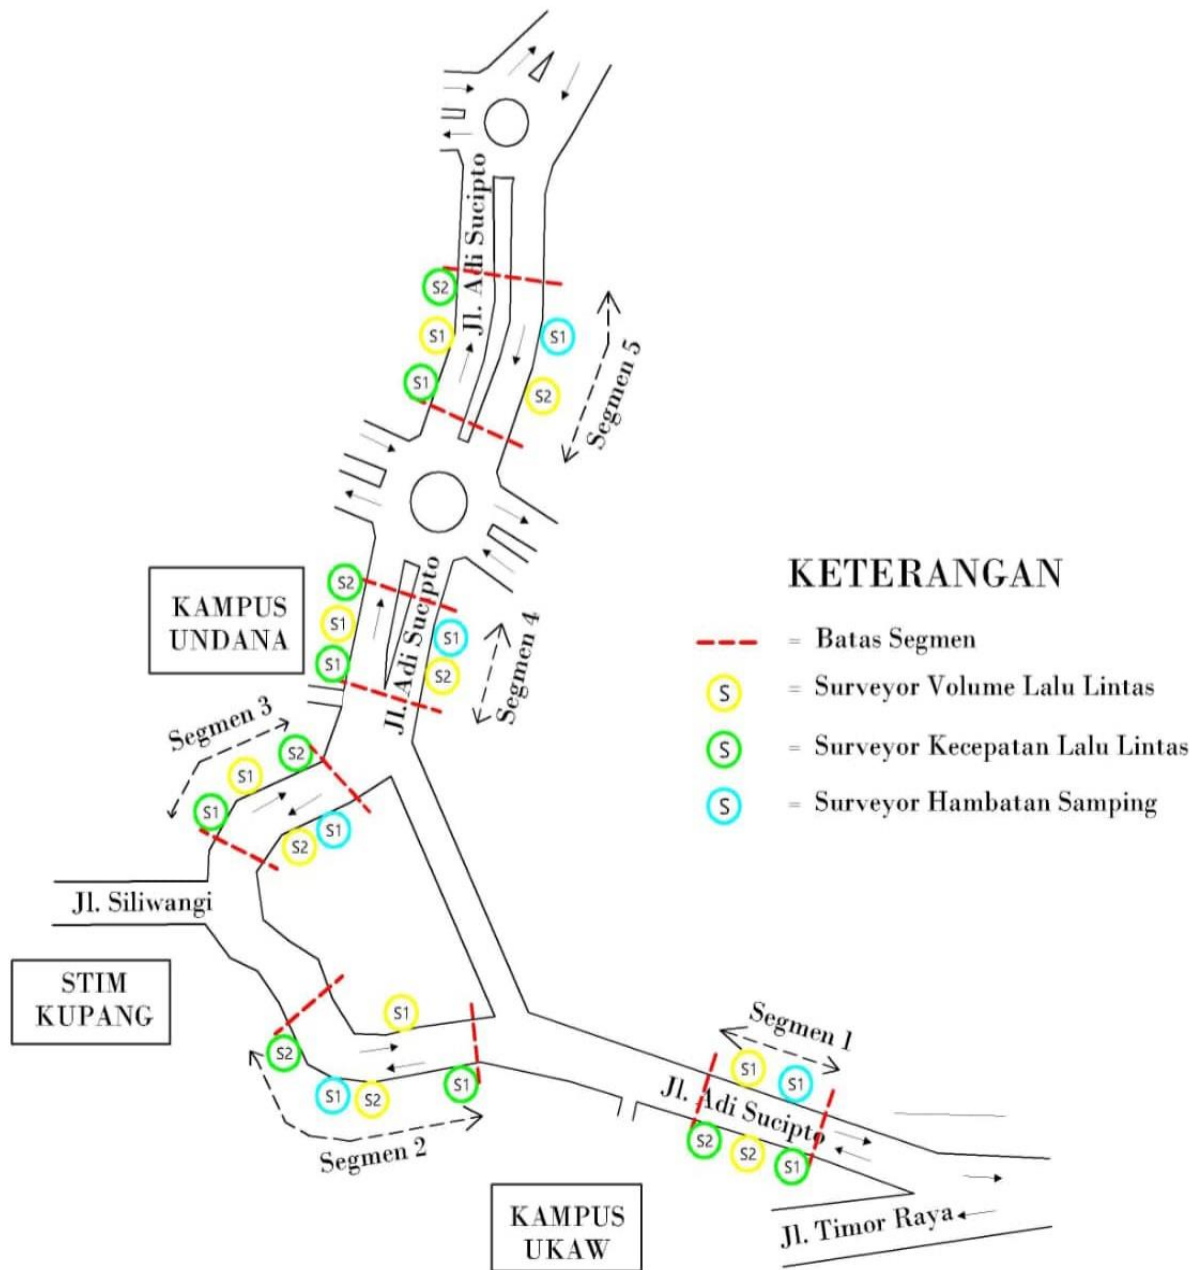 Jl. Adi Sucipto
S2
S1
S1
S1
S2
Segmen 5
KAMPUS
UNDANA
S2
S1
S1
S1
S2
Segmen 4
Jl. Adi Sucipto
Segmen 3
S2
S1
S1
S1
S2
Jl. Siliwangi
STIM
KUPANG
S1
S2
S1
S2
S1
Segmen 2
Segmen 1
S1
S1
Jl. Adi Sucipto
S2
S2
S1
KAMPUS
UKAW
Jl. Timor Raya
KETERANGAN
= Batas Segmen
S = Surveyor Volume Lalu Lintas
S = Surveyor Kecepatan Lalu Lintas
S = Surveyor Hambatan Samping